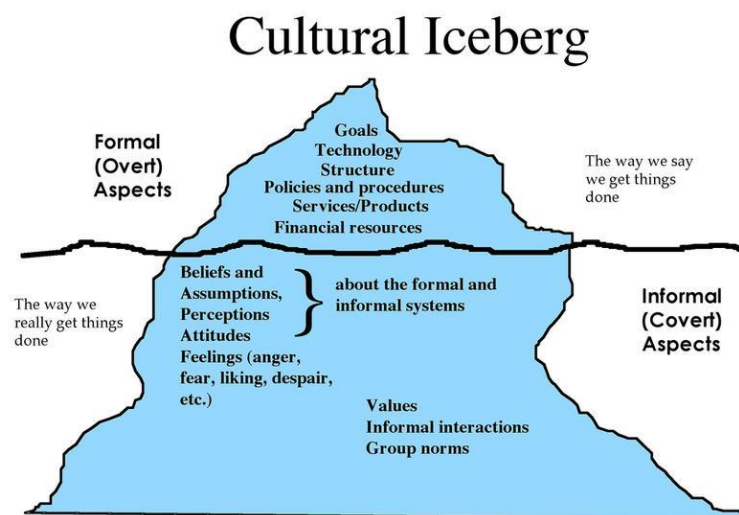 Cultural Iceberg
Formal
(Overt)
Aspects
Goals
Technology
Structure
Policies and procedures
Services/Products
Financial resources
The way we say
we get things
done
The way we
really get things
done
Beliefs and
Assumptions,
Perceptions
Attitudes
Feelings (anger,
fear, liking, despair,
etc.)
about the formal and
informal systems
Values
Informal interactions
Group norms
Informal
(Covert)
Aspects